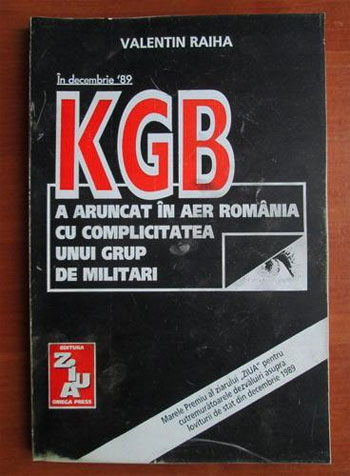 VALENTIN RAIHA
În decembrie '89
KGB
A ARUNCAT ÎN AER ROMÂNIA
CU COMPLICITATEA
UNUI GRUP
DE MILITARI
EDITURA
ZIUA
OMEGA PRESS
Marele Premiu al ziarului „ZIUA” pentru
cutremurătoarele dezvăluiri asupra
loviturii de stat din decembrie 1989